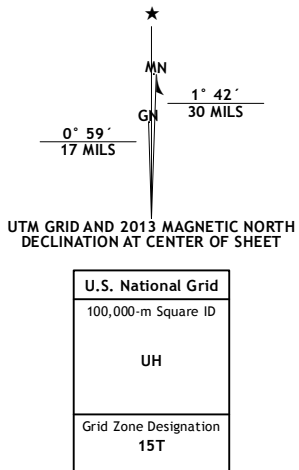 ★
MN
1° 42´
30 MILS
GN
0° 59´
17 MILS
UTM GRID AND 2013 MAGNETIC NORTH
DECLINATION AT CENTER OF SHEET
U.S. National Grid
100,000-m Square ID
UH
Grid Zone Designation
15T